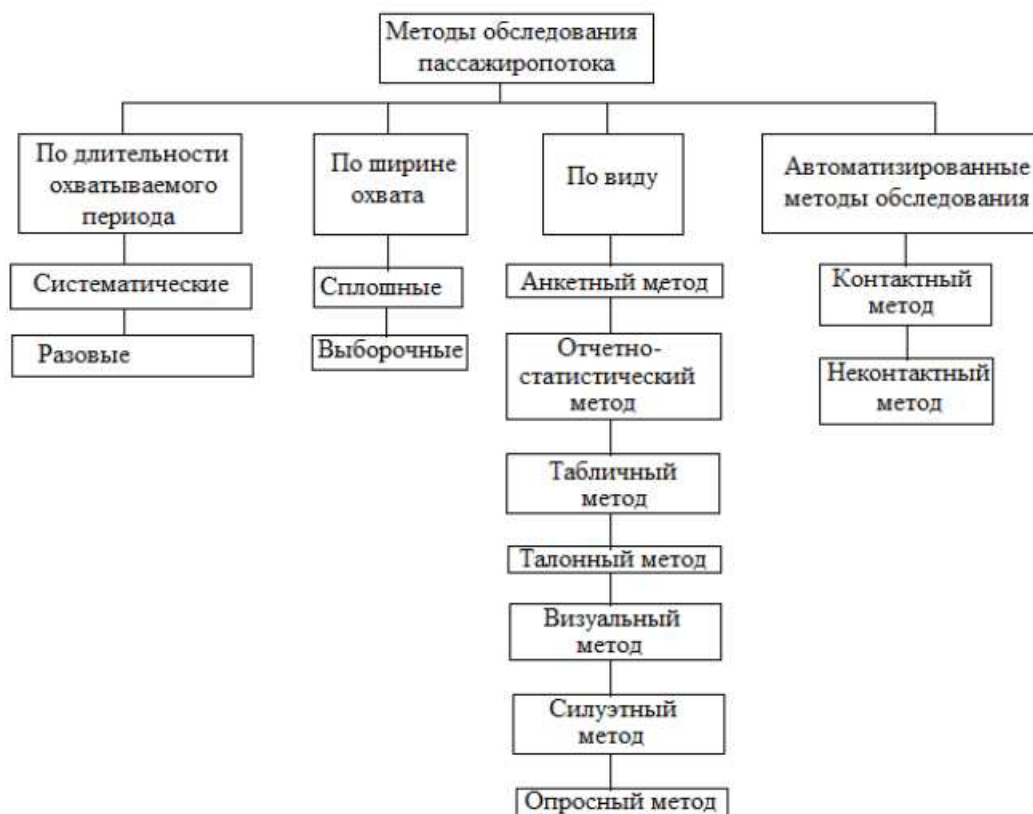 Методы обследования
пассажиропотока
По длительности
охватываемого
периода
Систематические
Разовые
По ширине
охвата
Сплошные
Выборочные
По виду
Анкетный метод
Отчетно-
статистический
метод
Табличный
метод
Талонный метод
Визуальный
метод
Силуэтный
метод
Опросный метод
Автоматизированные
методы обследования
Контактный
метод
Неконтактный
метод